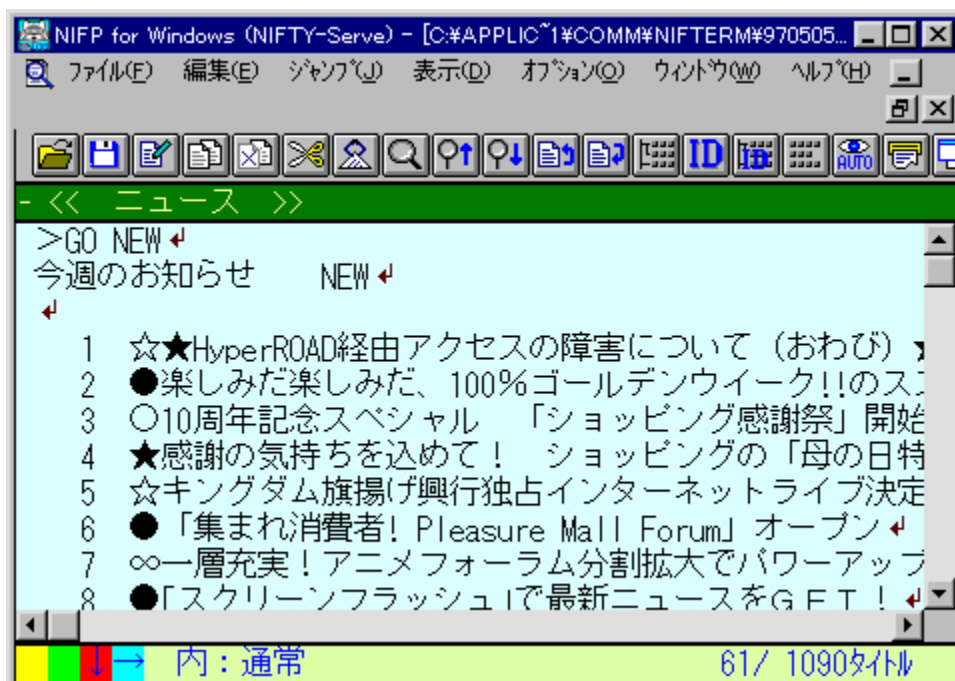 NIFP for Windows (NIFTY-Serve) - [C:¥APPLIC~1¥COMM¥NIFTERM¥970505...
ファイル(F) 編集(E) ジャンプ(J) 表示(D) オプション(O) ウィンドウ(W) ヘルプ(H)
ID ID AUTO
- << ニュース >>
>GO NEW↲
今週のお知らせ NEW↲
↲
1 ☆★HyperROAD経由アクセスの障害について（おわび）★
2 ●楽しみだ楽しみだ、100%ゴールデンウイーク!!のスス
3 ○10周年記念スペシャル 「ショッピング感謝祭」開始
4 ★感謝の気持ちを込めて！ ショッピングの「母の日特
5 ☆キングダム旗揚げ興行独占インターネットライブ決定
6 ●「集まれ消費者! Pleasure Mall Forum」オープン↲
7 ∞一層充実！アニメフォーラム分割拡大でパワーアップ
8 ●「スクリーンフラッシュ」で最新ニュースをＧＥＴ！↲
↓→ 内：通常 61/ 1090タイトル